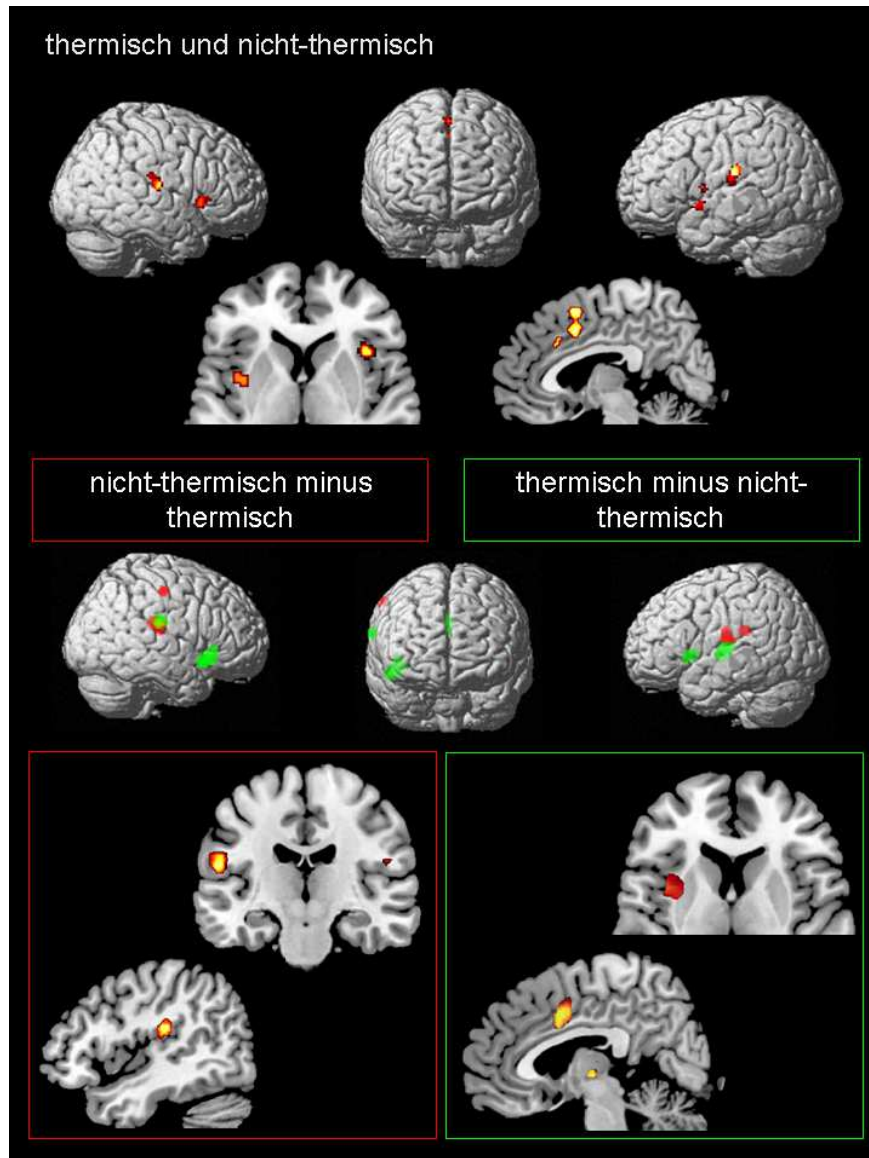 thermisch und nicht-thermisch
nicht-thermisch minus
thermisch
thermisch minus nicht-
thermisch